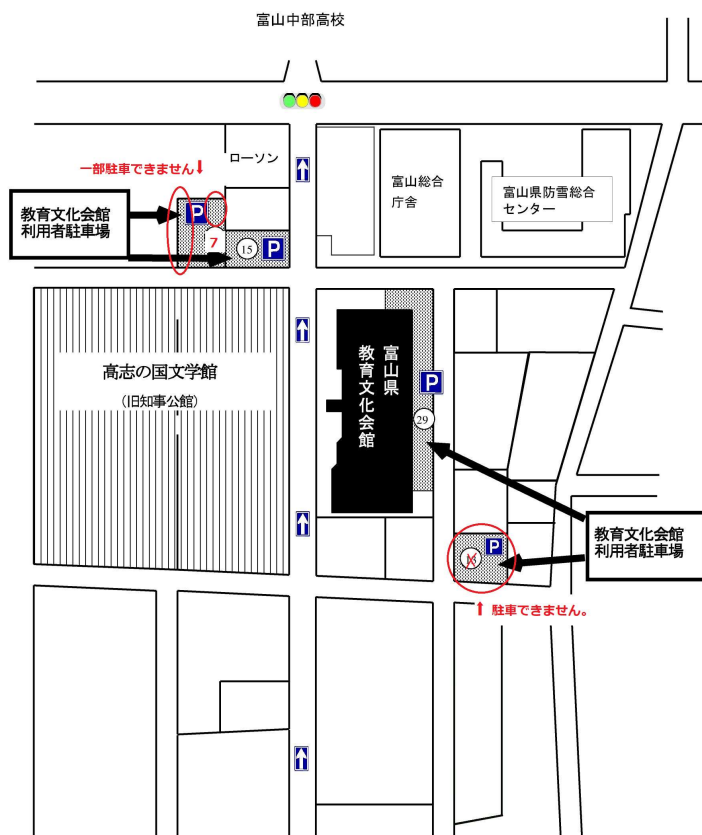 富山中部高校
ローソン
一部駐車できません⬇
富山総合
庁舎
富山県防雪総合
センター
教育文化会館
利用者駐車場
P
7
15
P
高志の国文学館
(旧知事公館)
富山県
教育文化会館
P
29
教育文化会館
利用者駐車場
P
⬆ 駐車できません。